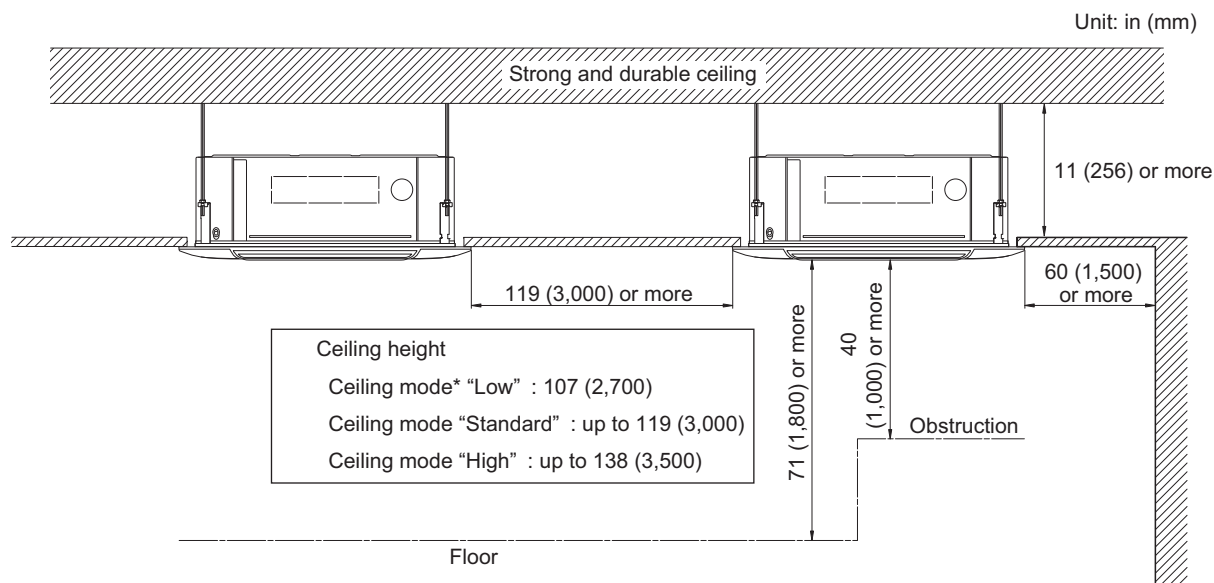 Unit: in (mm)
Strong and durable ceiling
11 (256) or more
119 (3,000) or more
60 (1,500)
or more
Ceiling height
Ceiling mode* “Low” : 107 (2,700)
Ceiling mode “Standard” : up to 119 (3,000)
Ceiling mode “High” : up to 138 (3,500)
71 (1,800) or more
40
(1,000) or more
Obstruction
Floor